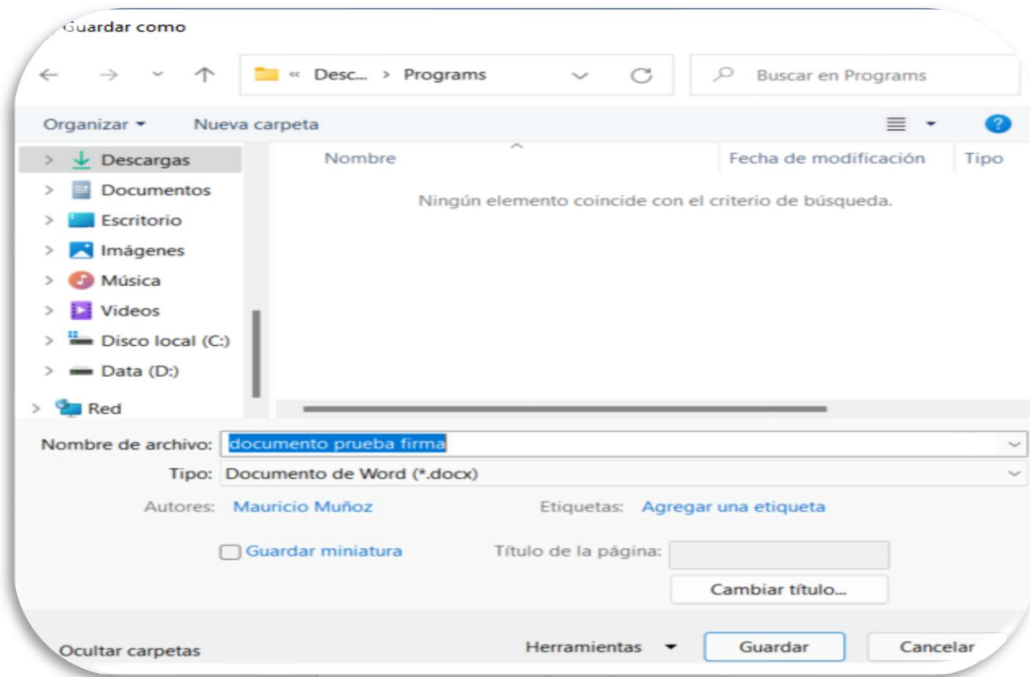 Guardar como
« Desc... > Programs
Buscar en Programs
Organizar
Nueva carpeta
Descargas
Documentos
Escritorio
Imágenes
Música
Videos
Disco local (C:)
Data (D:)
Red
Nombre
Fecha de modificación
Tipo
Ningún elemento coincide con el criterio de búsqueda.
Nombre de archivo: documento prueba firma
Tipo: Documento de Word (*.docx)
Autores: Mauricio Muñoz
Etiquetas: Agregar una etiqueta
Guardar miniatura
Título de la página:
Cambiar título...
Ocultar carpetas
Herramientas
Guardar
Cancelar